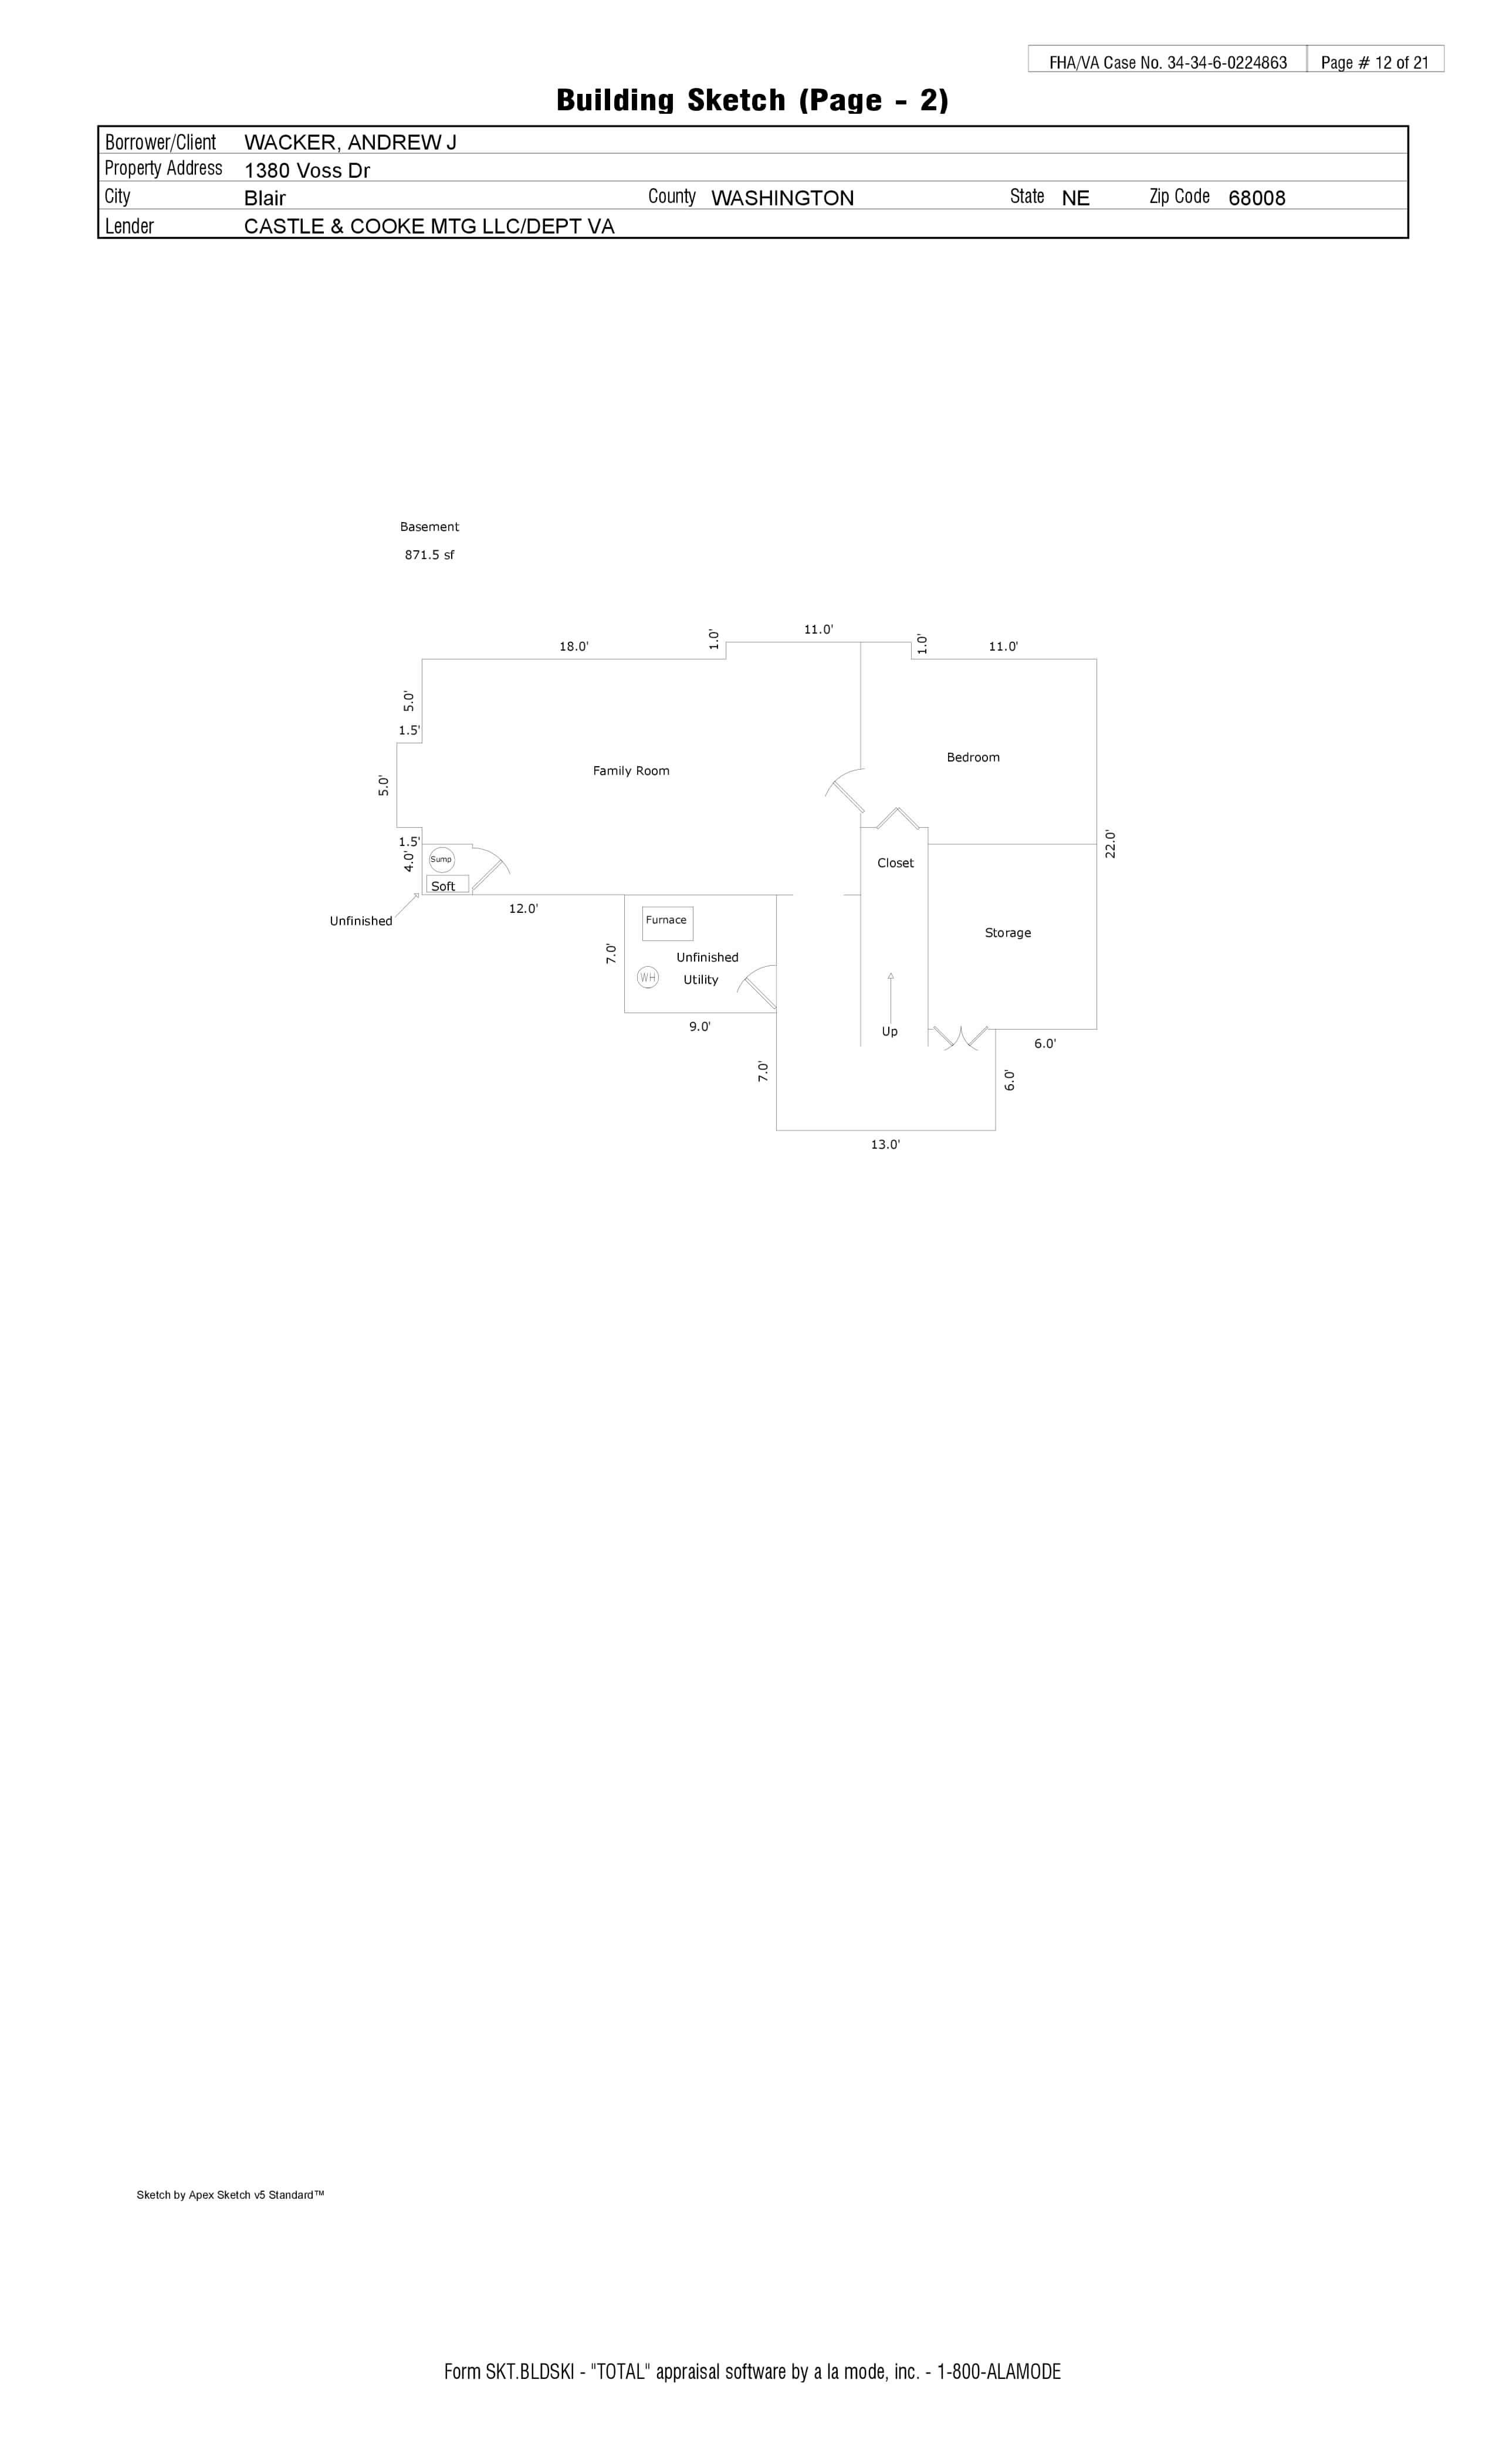 FHA/VA Case No. 34-34-6-0224863 Page # 12 of 21
Building Sketch (Page - 2)
Borrower/Client WACKER, ANDREW J
Property Address 1380 Voss Dr
City Blair County WASHINGTON State NE Zip Code 68008
Lender CASTLE & COOKE MTG LLC/DEPT VA
Basement
871.5 sf
11.0'
18.0' 1.0' 1.0' 11.0'
5.0'
1.5'
Bedroom
Family Room
5.0'
1.5'
22.0'
4.0'
Sump
Closet
Soft
12.0'
Unfinished
Furnace
Storage
7.0'
Unfinished
WH
Utility
9.0'
Up
6.0'
7.0'
6.0'
13.0'
Sketch by Apex Sketch v5 Standard™
Form SKT.BLDSKI - "TOTAL" appraisal software by a la mode, inc. - 1-800-ALAMODE